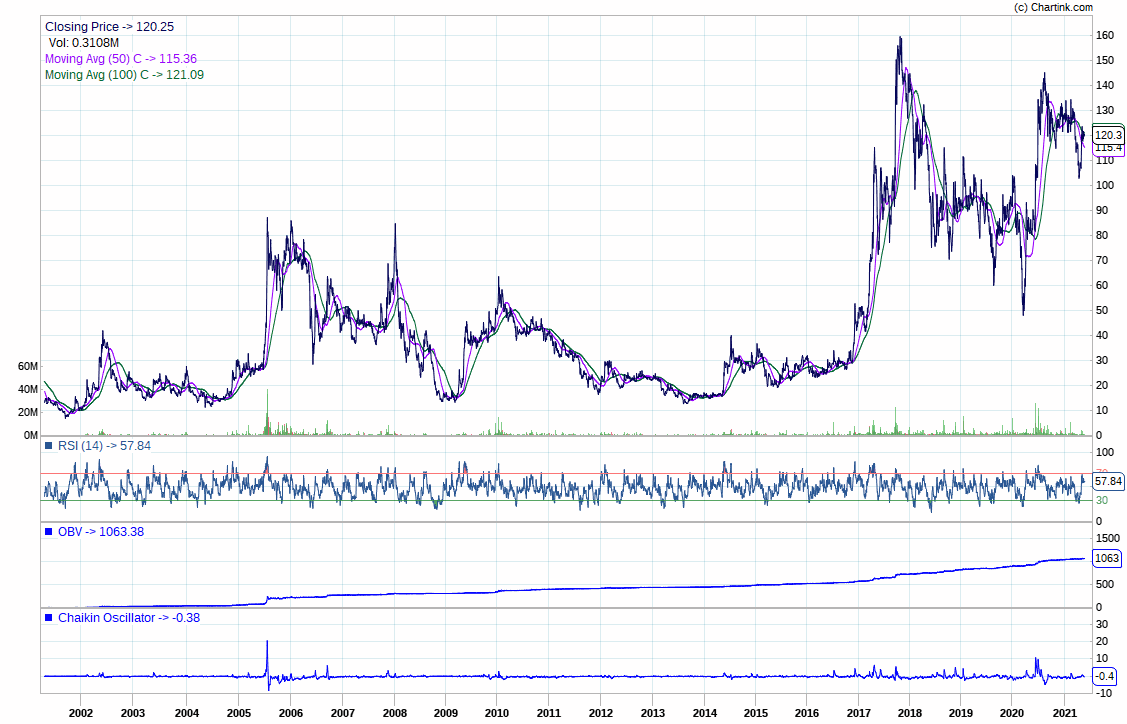 (c) Chartink.com
Closing Price -> 120.25
Vol: 0.3108M
Moving Avg (50) C -> 115.36
Moving Avg (100) C -> 121.09
160
150
140
130
120.3
115.4
110
100
90
80
70
60
50
40
30
20
10
0
60M
40M
20M
0M
RSI (14) -> 57.84
100
70
57.84
30
0
OBV -> 1063.38
1500
1063
500
0
Chaikin Oscillator -> -0.38
30
20
10
-0.4
-10
2002 2003 2004 2005 2006 2007 2008 2009 2010 2011 2012 2013 2014 2015 2016 2017 2018 2019 2020 2021